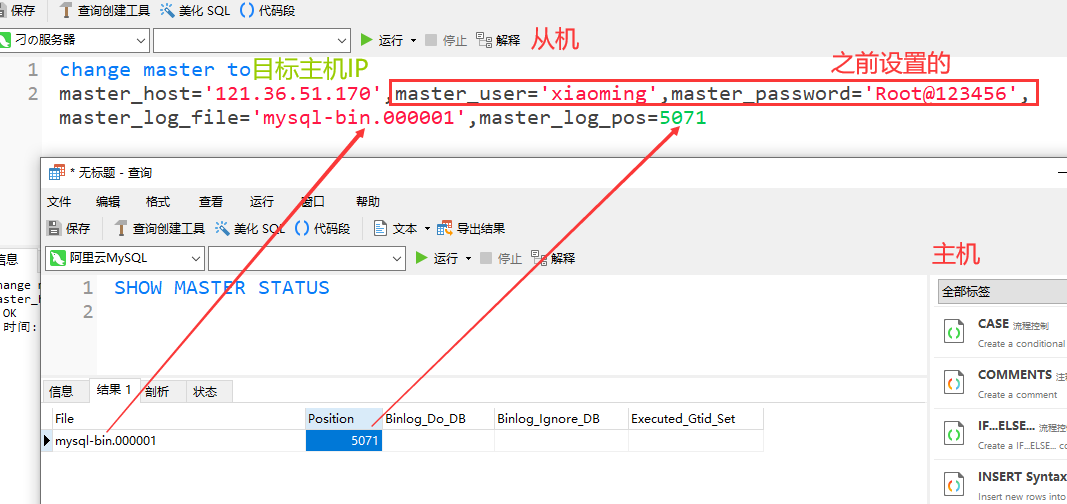 保存 查询创建工具 美化 SQL () 代码段
刁の服务器 运行 停止 解释 从机
1 change master to目标主机IP 之前设置的
2 master_host='121.36.51.170',master_user='xiaoming',master_password='Root@123456',
master_log_file='mysql-bin.000001',master_log_pos=5071
* 无标题 - 查询
文件 编辑 格式 查看 运行 窗口 帮助
保存 查询创建工具 美化 SQL () 代码段 文本 导出结果
阿里云MySQL 运行 停止 解释
主机
信息
1 SHOW MASTER STATUS
2
全部标签
OK
时间:
CASE 流程控制
Create a conditional
COMMENTS
Create a comment
IF...ELSE... 流程控
Create a IF...ELSE... co
INSERT Syntax
Insert new rows into
信息 结果 1 剖析 状态
File Position Binlog_Do_DB Binlog_Ignore_DB Executed_Gtid_Set
mysql-bin.000001 5071